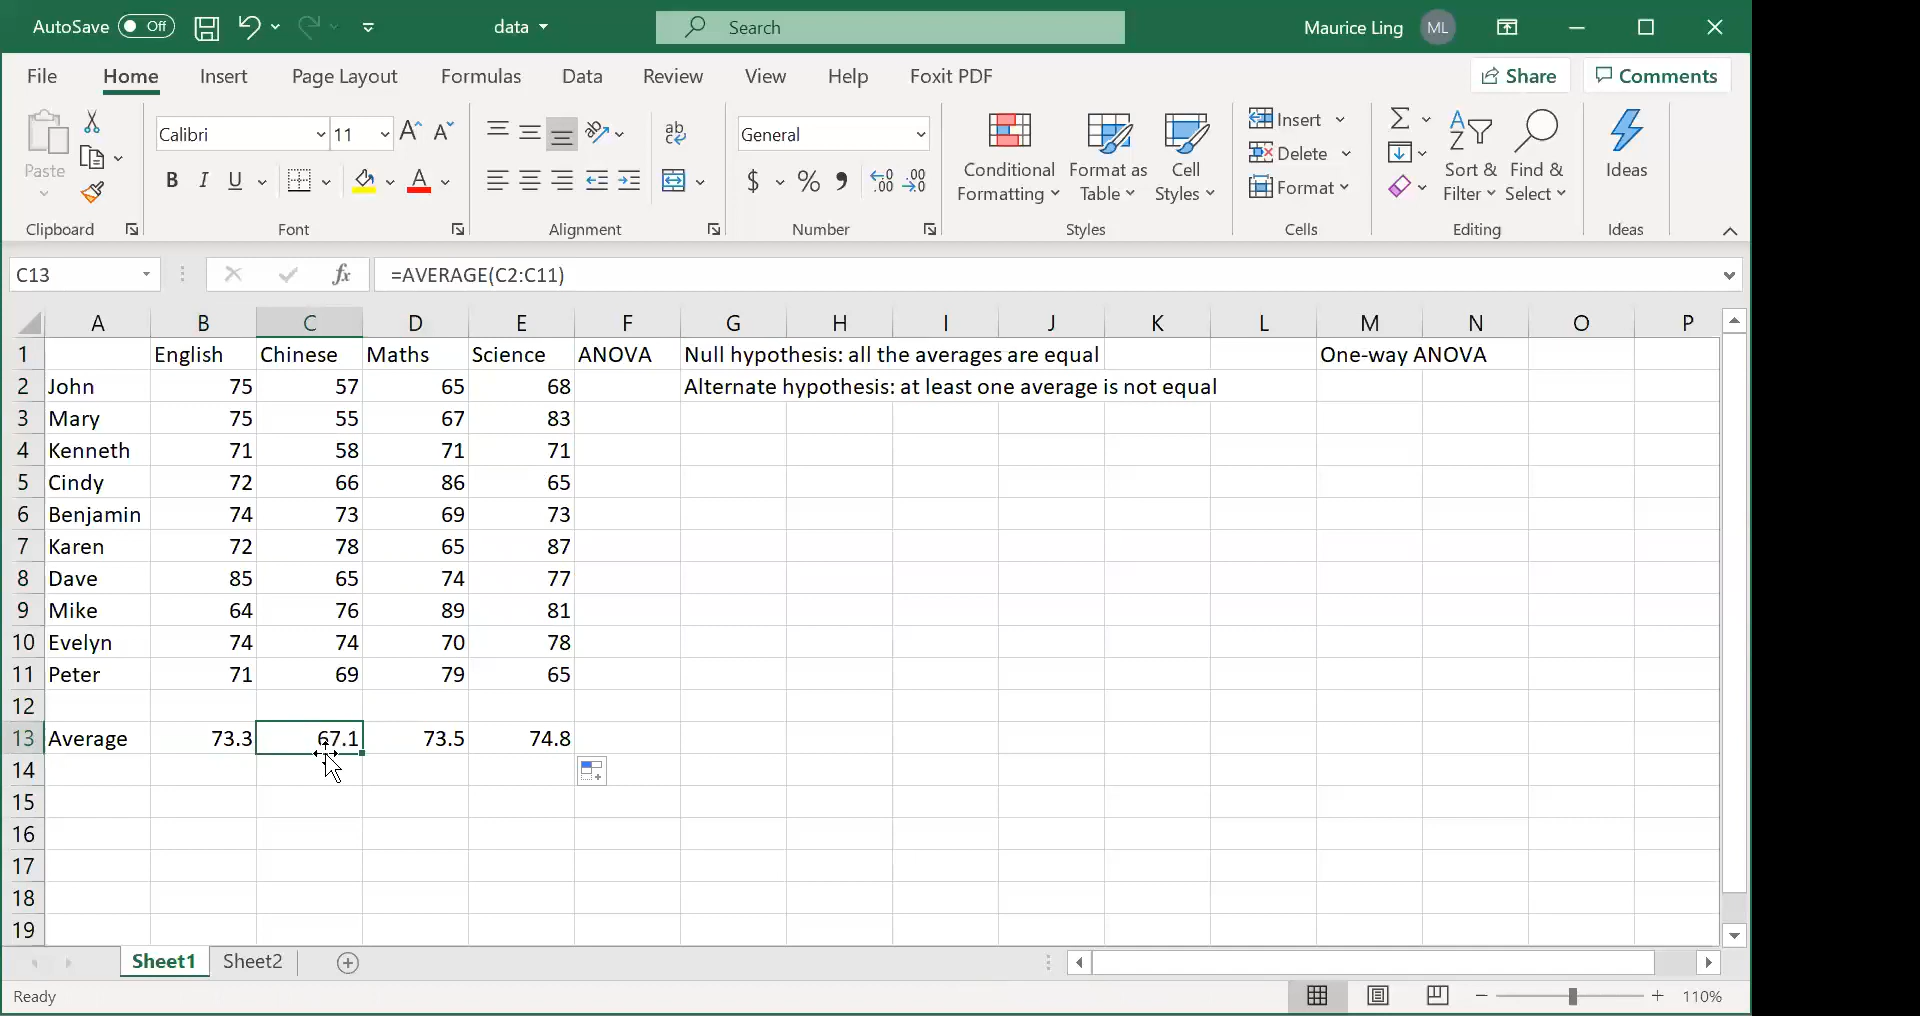 AutoSave Off data Search Maurice Ling ML
File Home Insert Page Layout Formulas Data Review View Help Foxit PDF Share Comments
Paste Calibri 11 General Conditional Formatting Format as Table Cell Styles Insert Delete Format Sort & Filter Find & Select Ideas
Clipboard Font Alignment Number Styles Cells Editing Ideas
C13 fx =AVERAGE(C2:C11)
A B C D E F G H I J K L M N O P
1 English Chinese Maths Science ANOVA Null hypothesis: all the averages are equal One-way ANOVA
2 John 75 57 65 68 Alternate hypothesis: at least one average is not equal
3 Mary 75 55 67 83
4 Kenneth 71 58 71 71
5 Cindy 72 66 86 65
6 Benjamin 74 73 69 73
7 Karen 72 78 65 87
8 Dave 85 65 74 77
9 Mike 64 76 89 81
10 Evelyn 74 74 70 78
11 Peter 71 69 79 65
12
13 Average 73.3 67.1 73.5 74.8
14
15
16
17
18
19
Sheet1 Sheet2
Ready 110%